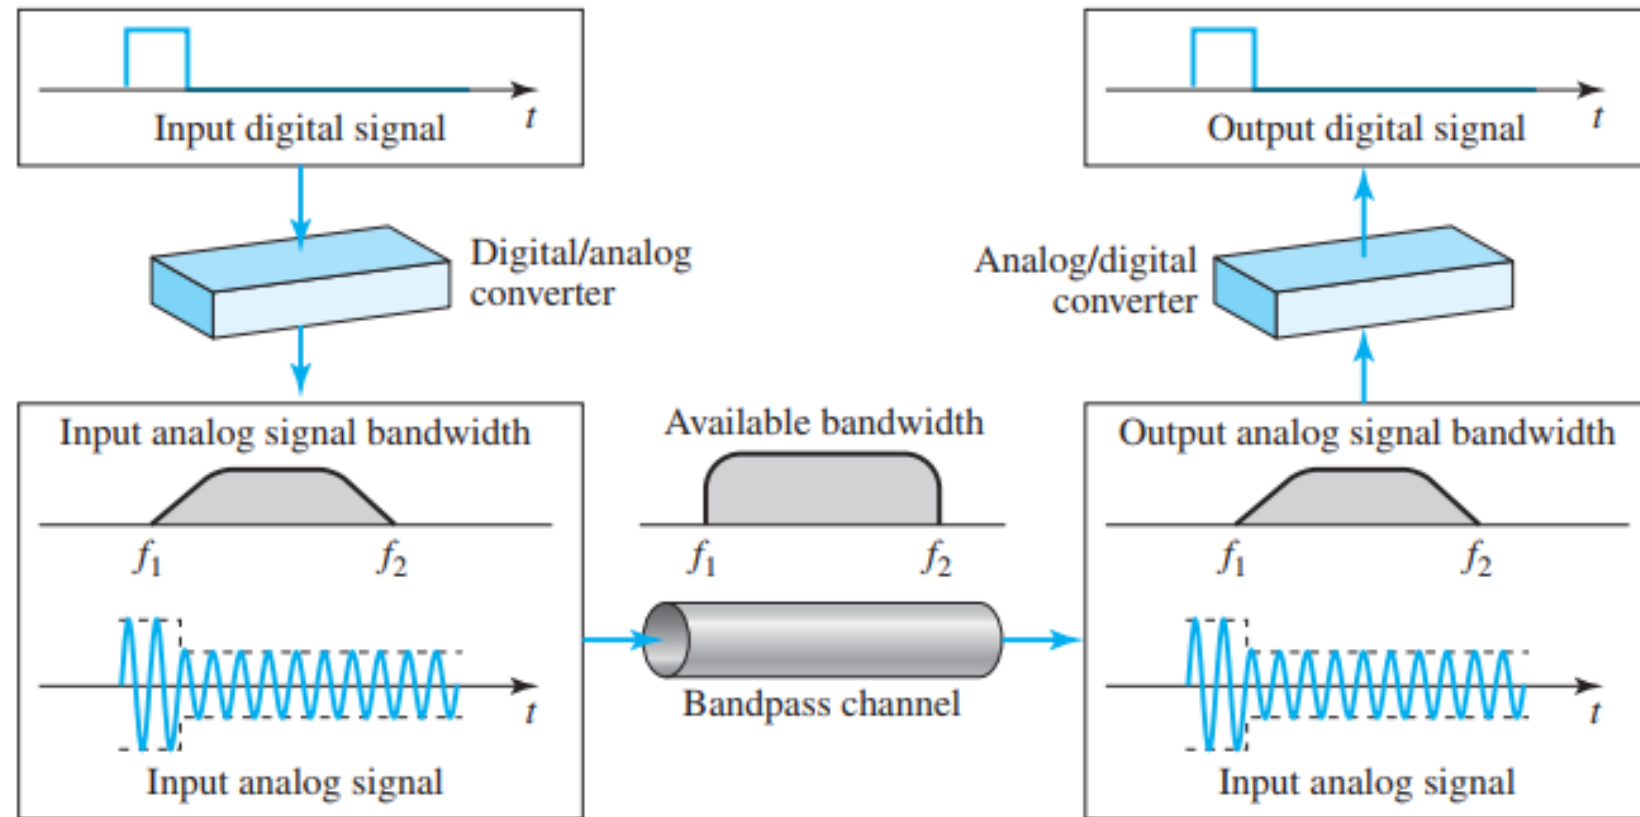 t
Input digital signal
Digital/analog
converter
Input analog signal bandwidth
f1
f2
t
Input analog signal
Available bandwidth
f1
f2
Bandpass channel
t
Output digital signal
Analog/digital
converter
Output analog signal bandwidth
f1
f2
t
Input analog signal